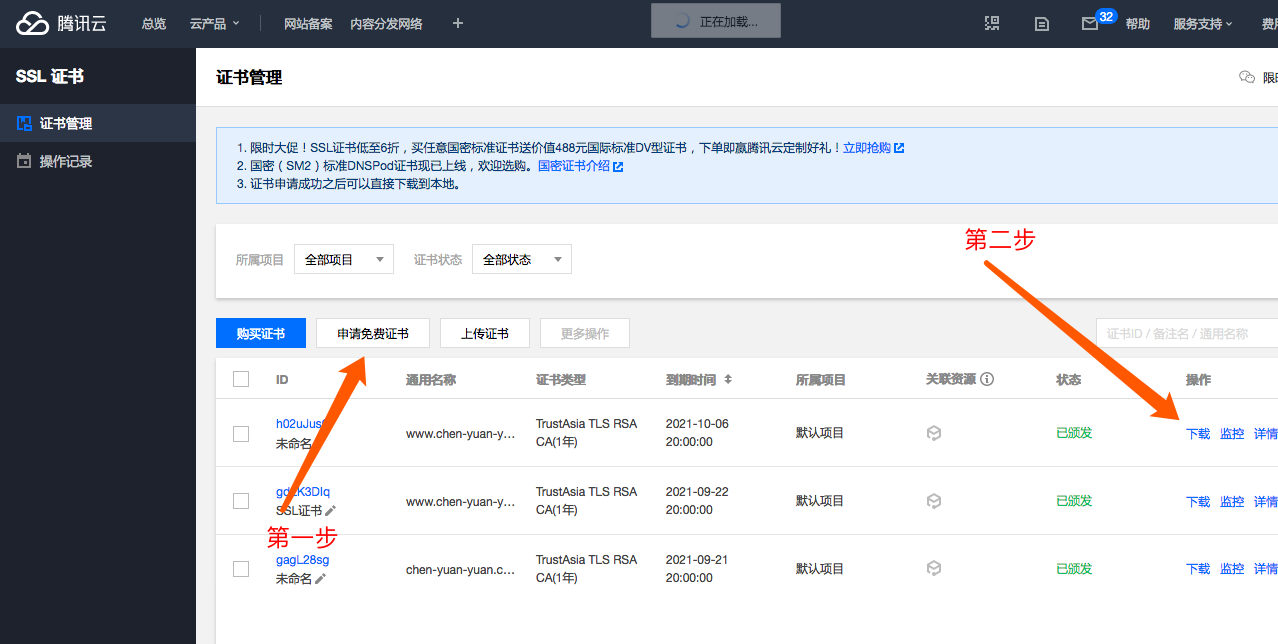 腾讯云 总览 云产品 网站备案 内容分发网络 + 正在加载... 32 帮助 服务支持
SSL 证书
证书管理
操作记录
证书管理
1. 限时大促！SSL证书低至6折，买任意国密标准证书送价值488元国际标准DV型证书，下单即赢腾讯云定制好礼！立即抢购
2. 国密（SM2）标准DNSPod证书现已上线，欢迎选购。国密证书介绍
3. 证书申请成功之后可以直接下载到本地。
第二步
所属项目 全部项目 证书状态 全部状态
购买证书 申请免费证书 上传证书 更多操作 证书ID / 备注名 / 通用名称
ID 通用名称 证书类型 到期时间 所属项目 关联资源 状态 操作
未命名 www.chen-yuan-y... TrustAsia TLS RSA CA(1年) 2021-10-06 20:00:00 默认项目 已颁发 下载 监控 详情
SSL证书 www.chen-yuan-y... TrustAsia TLS RSA CA(1年) 2021-09-22 20:00:00 默认项目 已颁发 下载 监控 详情
第一步
gagL28sg
未命名 chen-yuan-yuan.c... TrustAsia TLS RSA CA(1年) 2021-09-21 20:00:00 默认项目 已颁发 下载 监控 详情